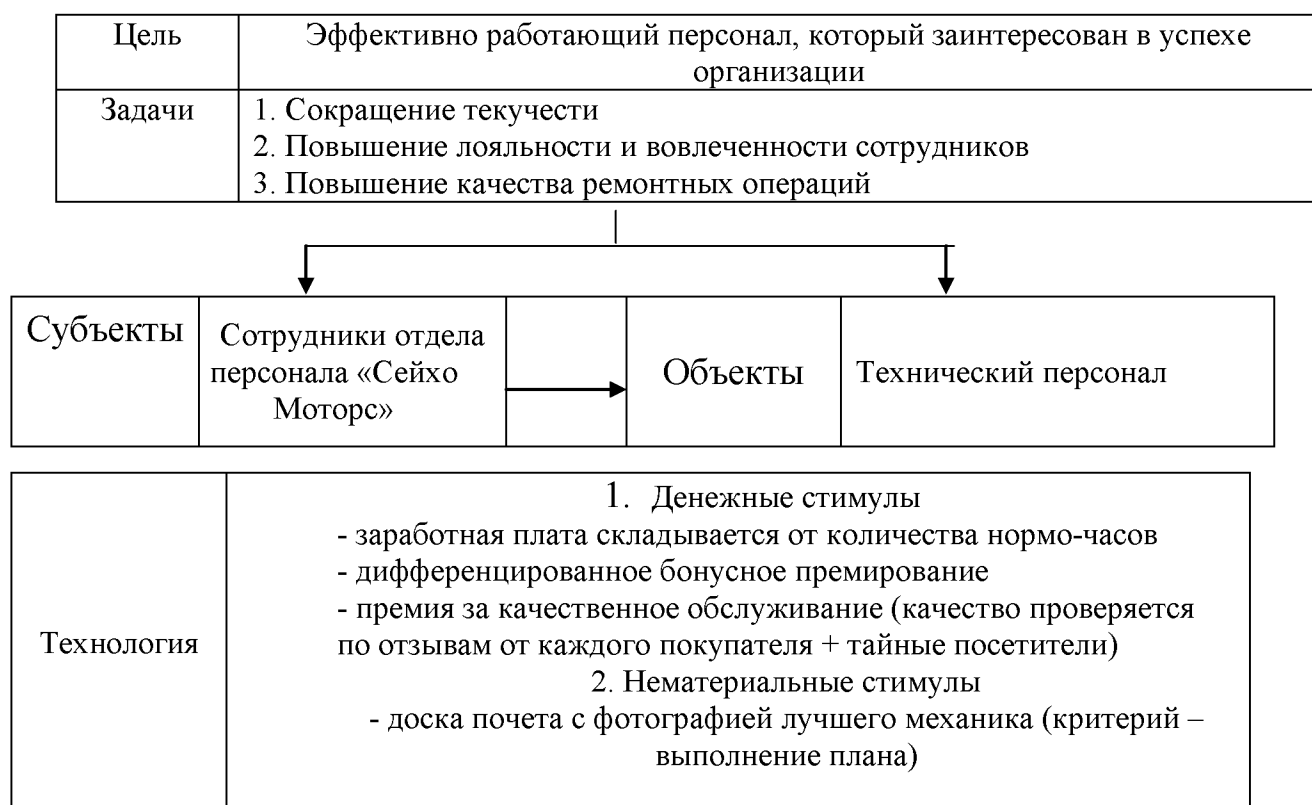 Цель
Эффективно работающий персонал, который заинтересован в успехе
организации
Задачи
1. Сокращение текучести
2. Повышение лояльности и вовлеченности сотрудников
3. Повышение качества ремонтных операций
Субъекты
Сотрудники отдела
персонала «Сейхо
Моторс»
Объекты
Технический персонал
Технология
1. Денежные стимулы
- заработная плата складывается от количества нормо-часов
- дифференцированное бонусное премирование
- премия за качественное обслуживание (качество проверяется
по отзывам от каждого покупателя + тайные посетители)
2. Нематериальные стимулы
- доска почета с фотографией лучшего механика (критерий –
выполнение плана)